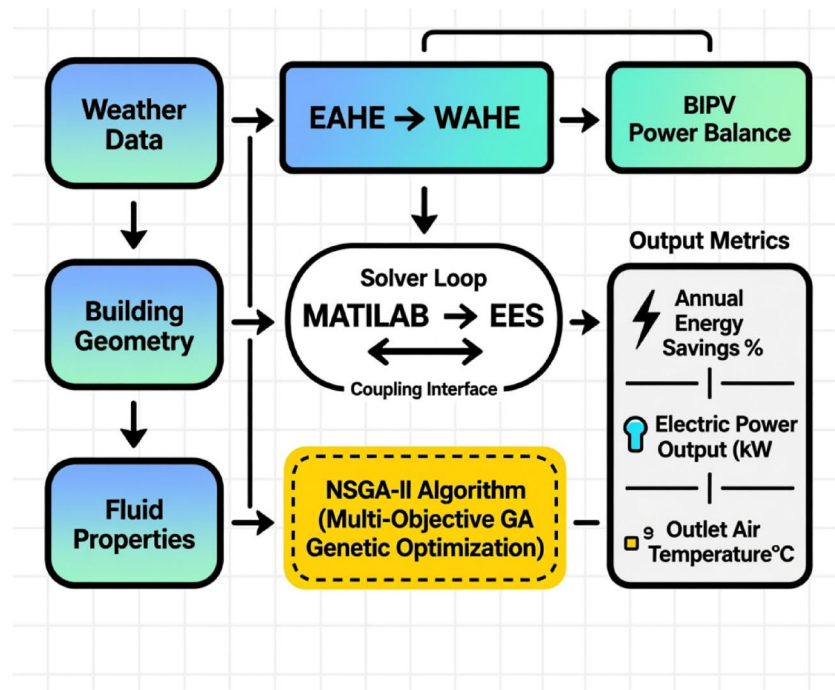 Weather
Data
EAHE → WAHE
BIPV
Power Balance
Building
Geometry
Solver Loop
MATILAB → EES
Coupling Interface
Output Metrics
Annual
Energy
Savings %
Electric Power
Output (kW
9 Outlet Air
Temperature°C
Fluid
Properties
NSGA-II Algorithm
(Multi-Objective GA
Genetic Optimization)